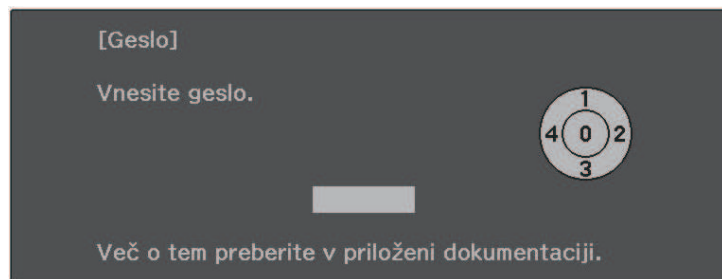 [Geslo]
Vnesite geslo.
1
4 0 2
3
Več o tem preberite v priloženi dokumentaciji.